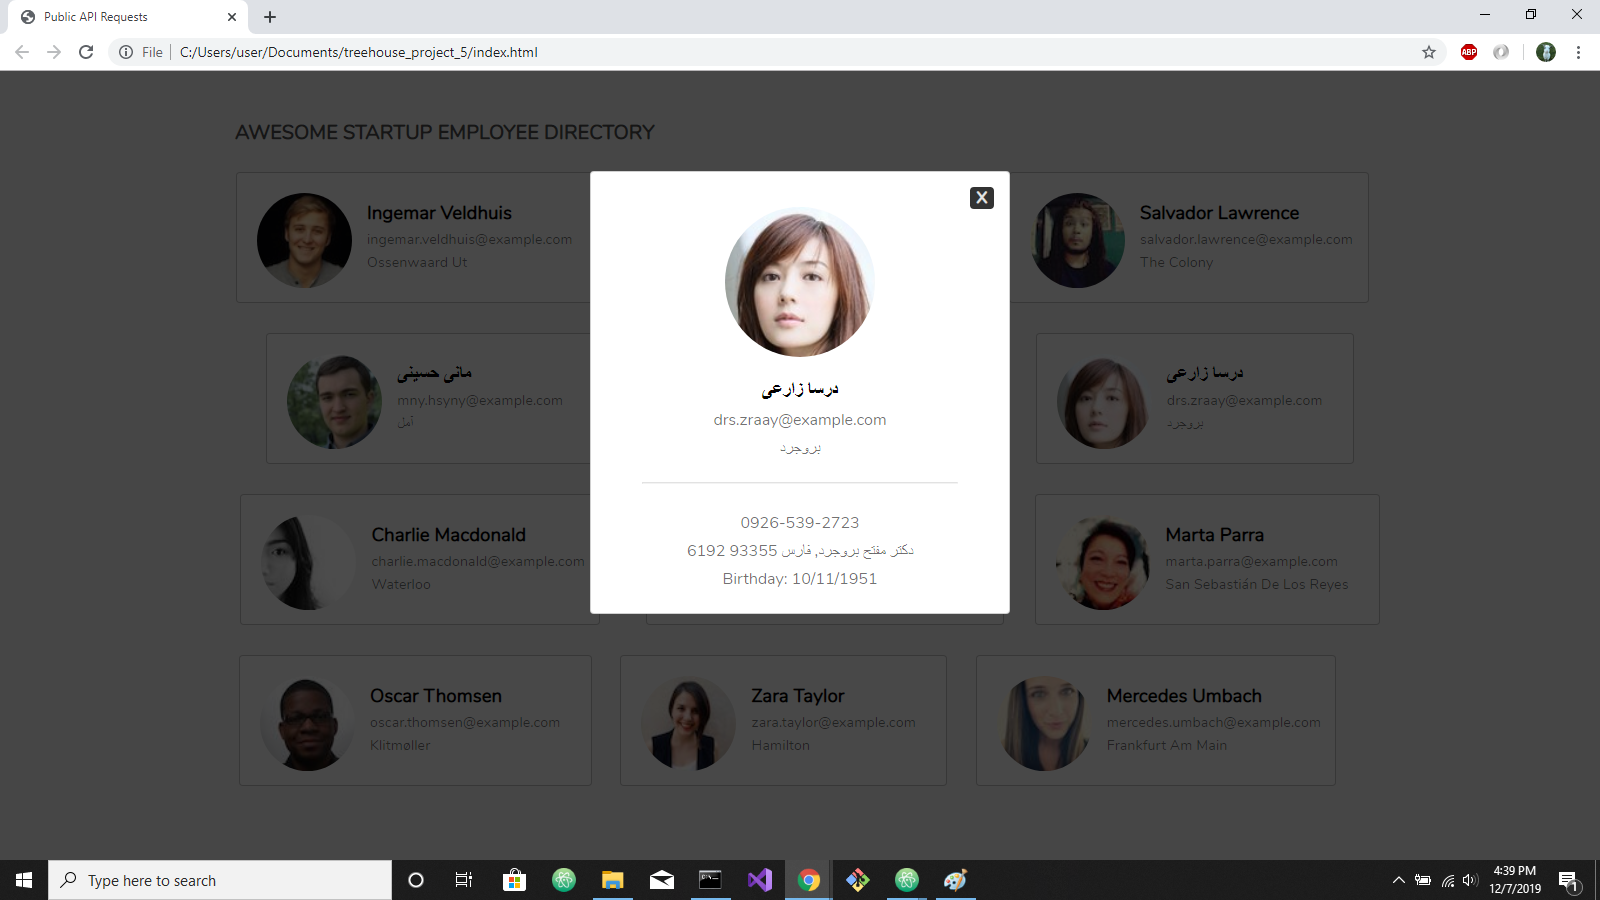 Public API Requests
File
C:/Users/user/Documents/treehouse_project_5/index.html
ABP
AWESOME STARTUP EMPLOYEE DIRECTORY
Ingemar Veldhuis
ingemar.veldhuis@example.com
Ossenwaard Ut
Salvador Lawrence
salvador.lawrence@example.com
The Colony
مانی حسینی
mny.hsyny@example.com
آمل
درسا زارعی
drs.zraay@example.com
بروجرد
X
درسا زارعی
drs.zraay@example.com
بروجرد
0926-539-2723
دکتر مفتح بروجرد, فارس 93355 6192
Birthday: 10/11/1951
Charlie Macdonald
charlie.macdonald@example.com
Waterloo
Marta Parra
marta.parra@example.com
San Sebastián De Los Reyes
Oscar Thomsen
oscar.thomsen@example.com
Klitmøller
Zara Taylor
zara.taylor@example.com
Hamilton
Mercedes Umbach
mercedes.umbach@example.com
Frankfurt Am Main
Type here to search
4:39 PM
12/7/2019
1